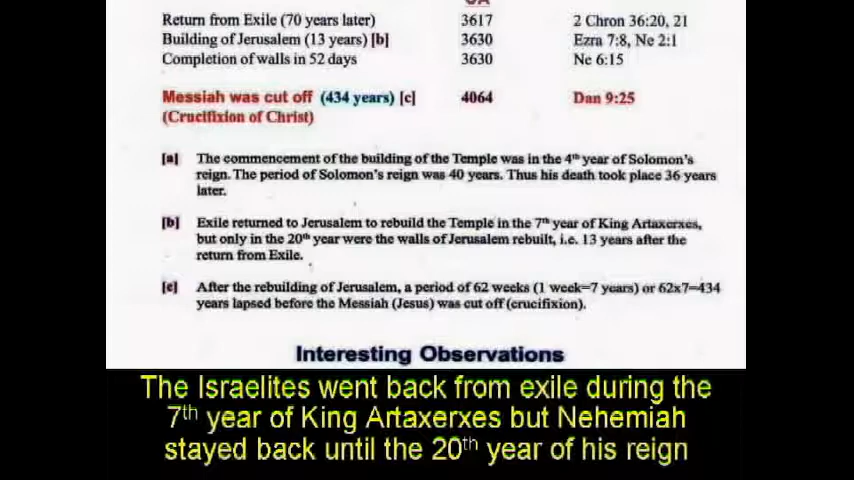 Return from Exile (70 years later) 3617 2 Chron 36:20, 21
Building of Jerusalem (13 years) [b] 3630 Ezra 7:8, Ne 2:1
Completion of walls in 52 days 3630 Ne 6:15
Messiah was cut off (434 years) [c] 4064 Dan 9:25
(Crucifixion of Christ)
[a] The commencement of the building of the Temple was in the 4th year of Solomon's
reign. The period of Solomon's reign was 40 years. Thus his death took place 36 years
later.
[b] Exile returned to Jerusalem to rebuild the Temple in the 7th year of King Artaxerxes,
but only in the 20th year were the walls of Jerusalem rebuilt, i.e. 13 years after the
return from Exile.
[c] After the rebuilding of Jerusalem, a period of 62 weeks (1 week=7 years) or 62x7=434
years lapsed before the Messiah (Jesus) was cut off (crucifixion).
Interesting Observations
The Israelites went back from exile during the
7th year of King Artaxerxes but Nehemiah
stayed back until the 20th year of his reign